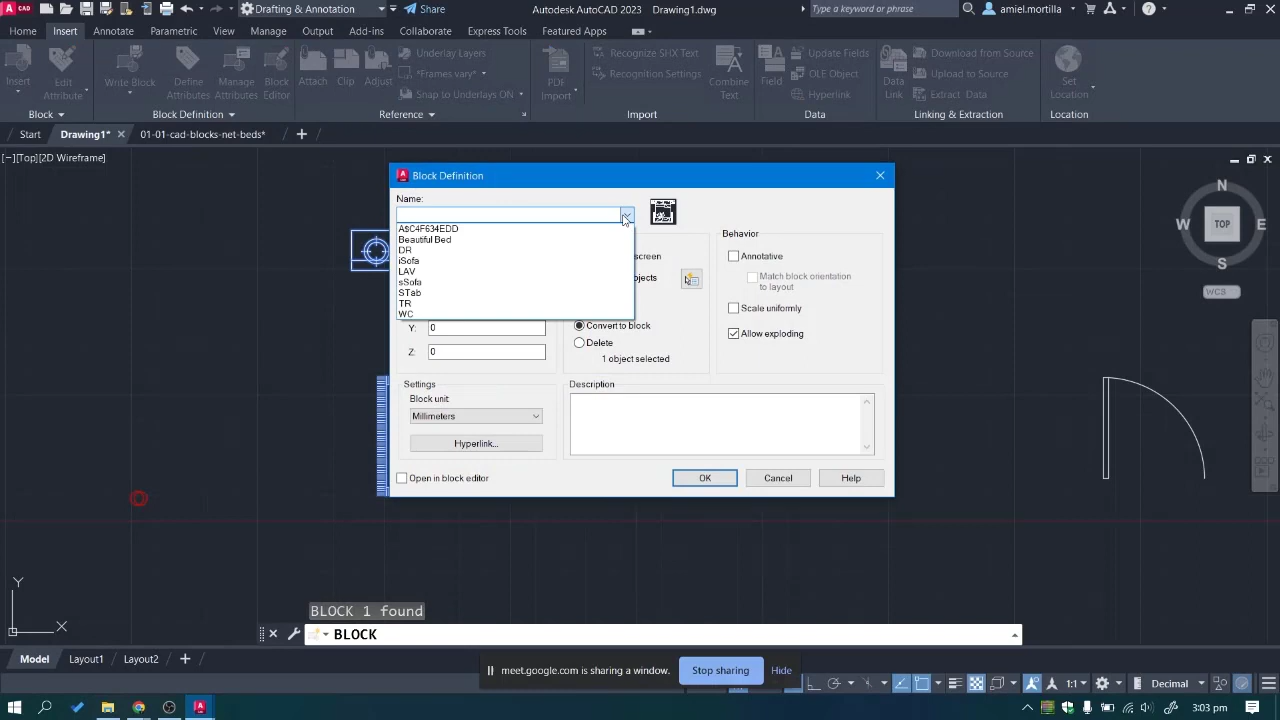 A CAD
Drafting & Annotation
Share
Autodesk AutoCAD 2023 Drawing1.dwg
Type a keyword or phrase
amiel.mortilla
Home Insert Annotate Parametric View Manage Output Add-ins Collaborate Express Tools Featured Apps
Insert
Edit Attribute
Write Block
Define Attributes
Manage Attributes
Block Editor
Attach
Clip
Adjust
Underlay Layers
*Frames vary*
Snap to Underlays ON
PDF Import
Recognize SHX Text
Recognition Settings
Combine Text
Field
Update Fields
OLE Object
Hyperlink
Data Link
Download from Source
Upload to Source
Extract Data
Set Location
Block
Block Definition
Reference
Import
Data
Linking & Extraction
Location
Start
Drawing1*
01-01-cad-blocks-net-beds*
[−][Top][2D Wireframe]
Block Definition
Name:
A$C4F634EDD
Beautiful Bed
DR
iSofa
LAV
sSofa
STab
TR
WC
Y: 0
Z: 0
screen
objects
Convert to block
Delete
1 object selected
Behavior
Annotative
Match block orientation
to layout
Scale uniformly
Allow exploding
Settings
Block unit:
Millimeters
Hyperlink...
Description
Open in block editor
OK
Cancel
Help
N
W TOP E
S
WCS
Y
X
BLOCK 1 found
BLOCK
Model Layout1 Layout2
meet.google.com is sharing a window.
Stop sharing
Hide
1:1
Decimal
3:03 pm